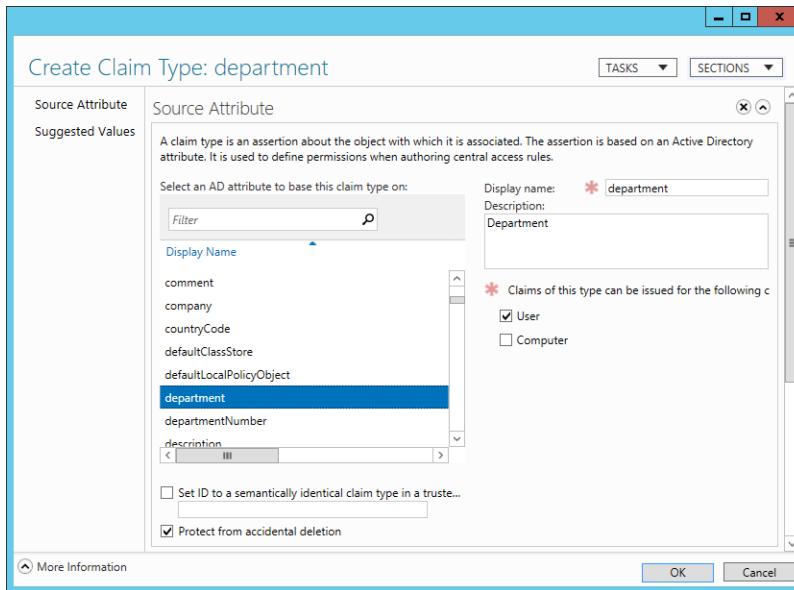 Create Claim Type: department
TASKS
SECTIONS
Source Attribute
Suggested Values
Source Attribute
A claim type is an assertion about the object with which it is associated. The assertion is based on an Active Directory
attribute. It is used to define permissions when authoring central access rules.
Select an AD attribute to base this claim type on:
Filter
Display Name
comment
company
countryCode
defaultClassStore
defaultLocalPolicyObject
department
departmentNumber
description
Set ID to a semantically identical claim type in a truste...
Protect from accidental deletion
Display name:
department
Description:
Department
Claims of this type can be issued for the following c
User
Computer
More Information
OK
Cancel